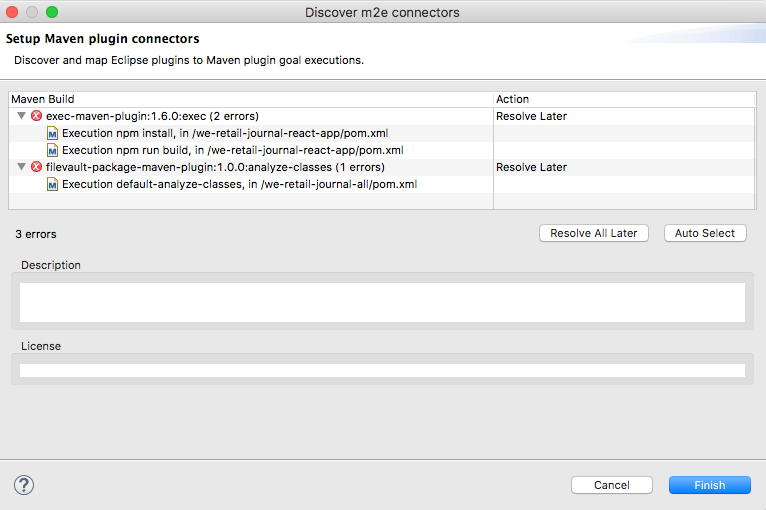 Discover m2e connectors
Setup Maven plugin connectors
Discover and map Eclipse plugins to Maven plugin goal executions.
Maven Build Action
exec-maven-plugin:1.6.0:exec (2 errors) Resolve Later
M Execution npm install, in /we-retail-journal-react-app/pom.xml
M Execution npm run build, in /we-retail-journal-react-app/pom.xml
filevault-package-maven-plugin:1.0.0:analyze-classes (1 errors) Resolve Later
M Execution default-analyze-classes, in /we-retail-journal-all/pom.xml
3 errors Resolve All Later Auto Select
Description
License
? Cancel Finish